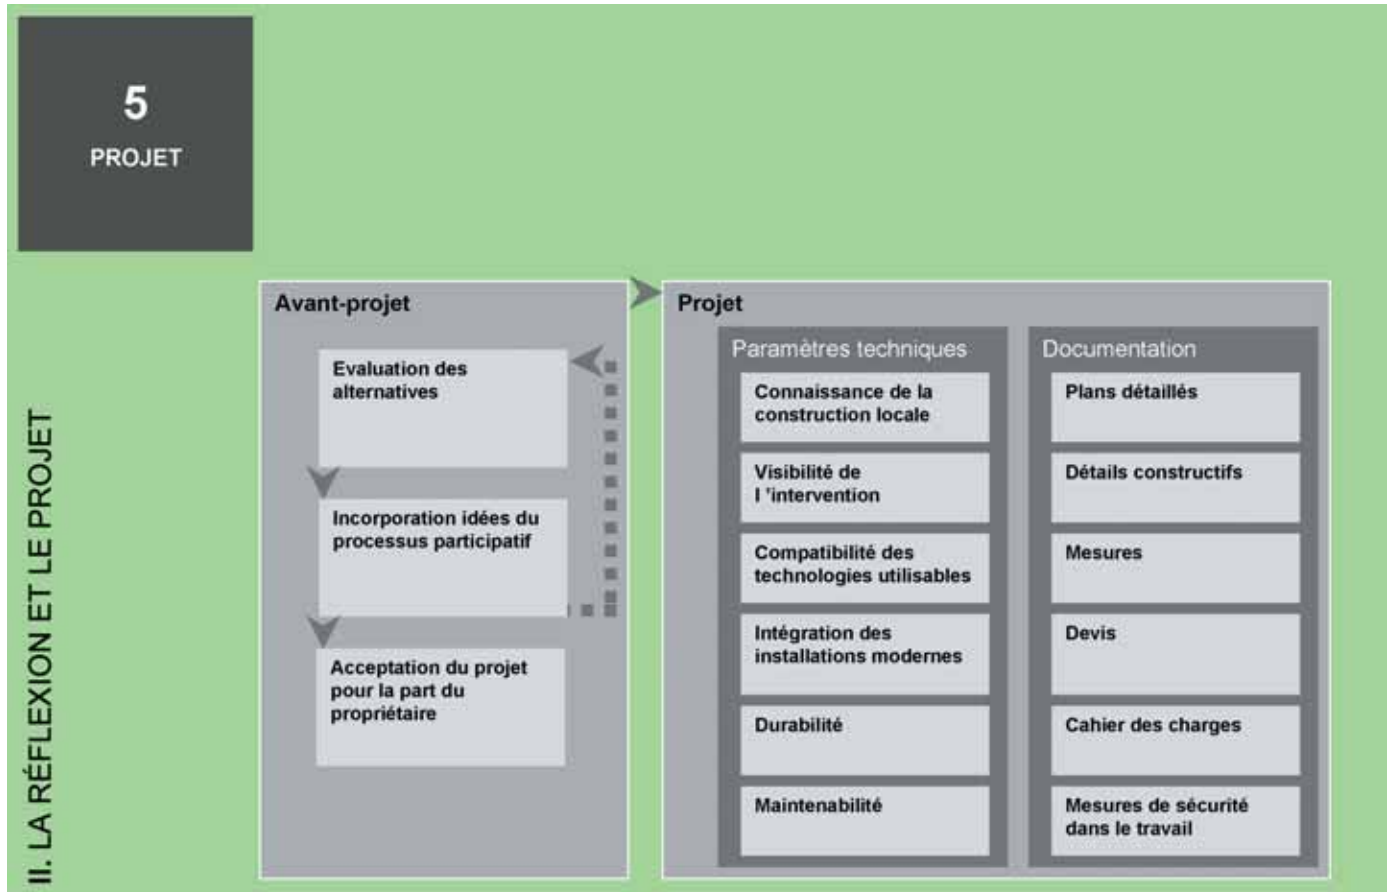 5
PROJET
II. LA RÉFLEXION ET LE PROJET
Avant-projet
Evaluation des
alternatives
Incorporation idées du
processus participatif
Acceptation du projet
pour la part du
propriétaire
Projet
Paramètres techniques
Connaissance de la
construction locale
Visibilité de
l 'intervention
Compatibilité des
technologies utilisables
Intégration des
installations modernes
Durabilité
Maintenabilité
Documentation
Plans détaillés
Détails constructifs
Mesures
Devis
Cahier des charges
Mesures de sécurité
dans le travail